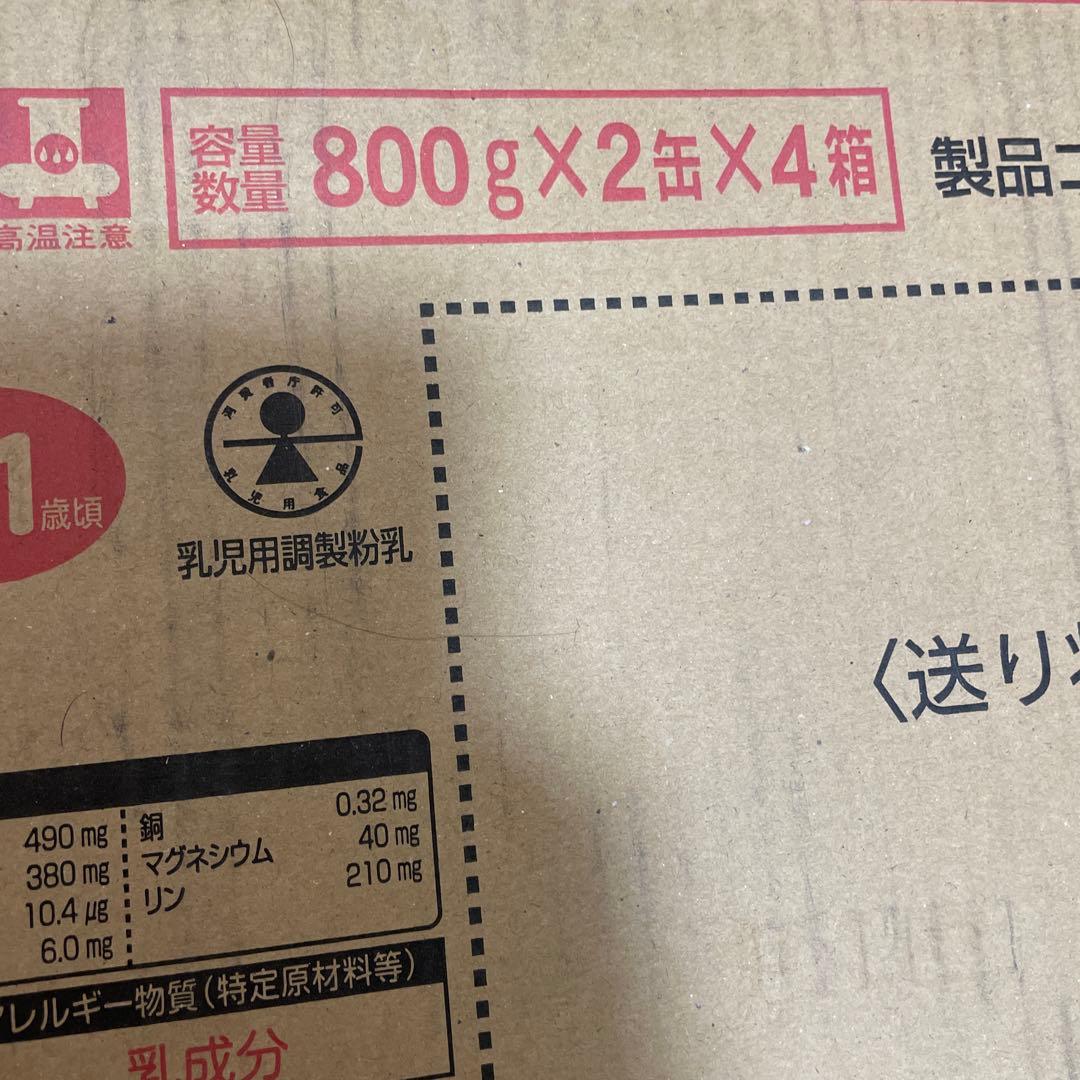 容量
数量
800g×2缶×4箱
製品コ
高温注意
消費者庁許可
乳児用食品
1歳頃
乳児用調製粉乳
〈送り状
490mg
380mg
10.4μg
6.0mg
銅 0.32mg
マグネシウム 40mg
リン 210mg
アレルギー物質(特定原材料等)
乳成分